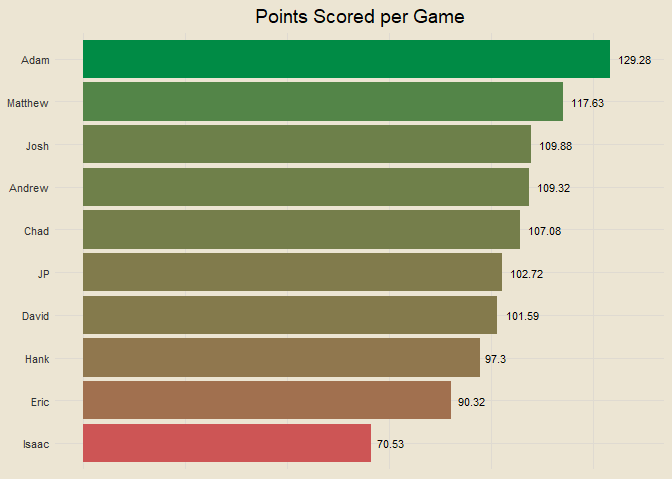 Points Scored per Game
Adam 129.28
Matthew 117.63
Josh 109.88
Andrew 109.32
Chad 107.08
JP 102.72
David 101.59
Hank 97.3
Eric 90.32
Isaac 70.53